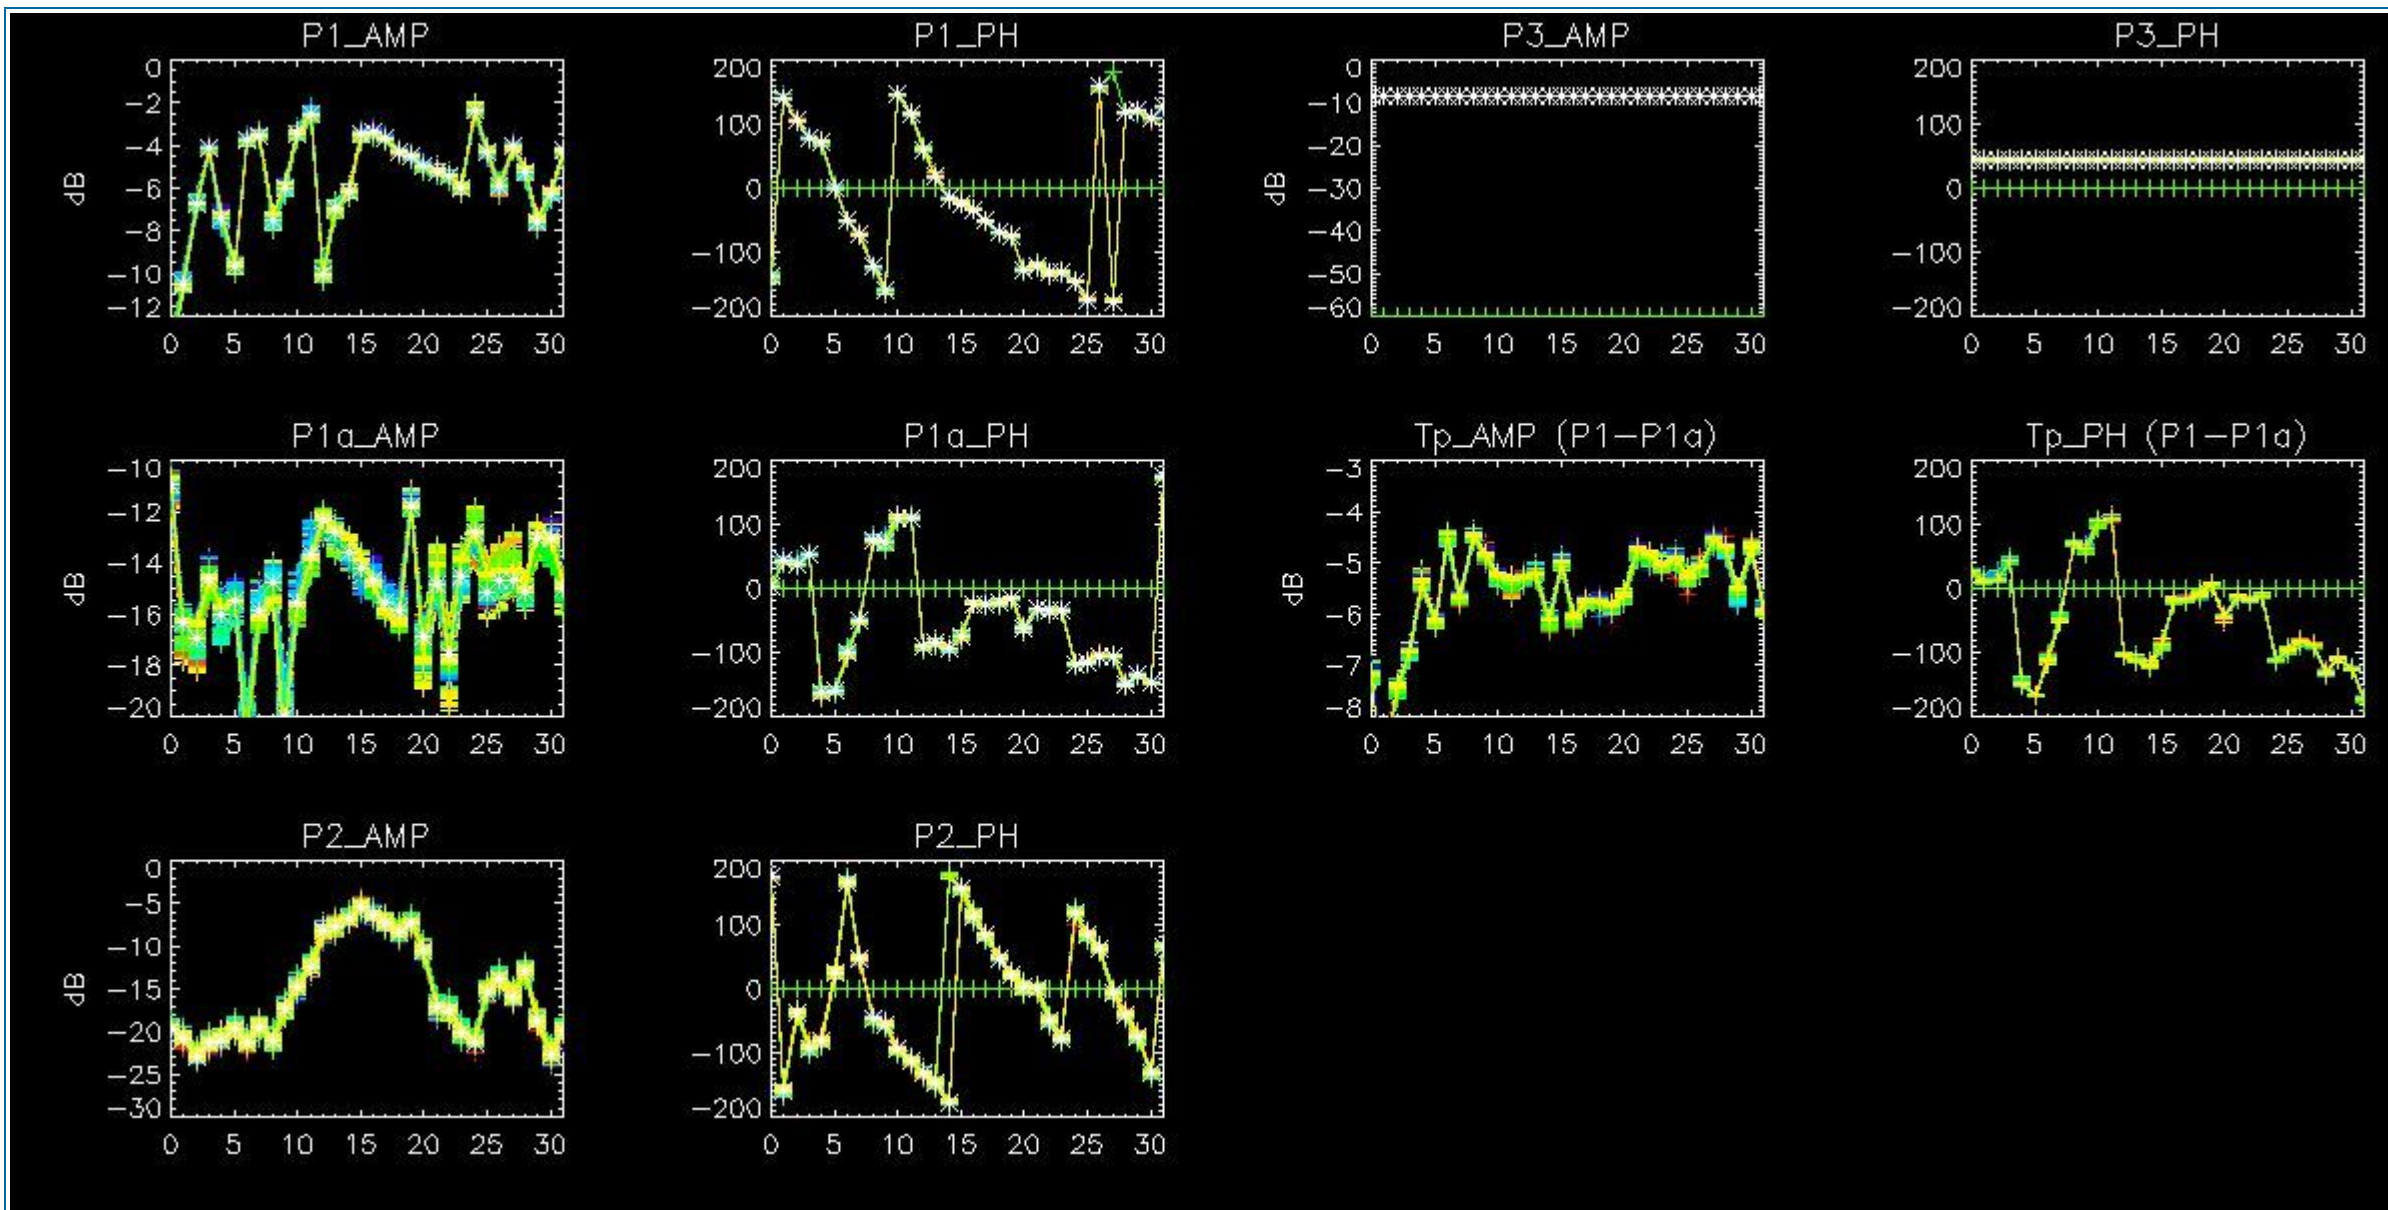 P1_AMP P1_PH P3_AMP P3_PH
0 200 0 200
-2 -10
-4 100 -20 100
dB -6 0 dB -30 0
-8 -40
-10 -100 -50 -100
-12 -200 -60 -200
0 5 10 15 20 25 30 0 5 10 15 20 25 30 0 5 10 15 20 25 30 0 5 10 15 20 25 30
P1a_AMP P1a_PH Tp_AMP (P1-P1a) Tp_PH (P1-P1a)
-10 200 -3 200
-12 100 -4 100
-14 -5
dB 0 dB 0
-16 -6
-18 -100 -7 -100
-20 -200 -8 -200
0 5 10 15 20 25 30 0 5 10 15 20 25 30 0 5 10 15 20 25 30 0 5 10 15 20 25 30
P2_AMP P2_PH
0 200
-5
-10 100
dB -15 0
-20
-25 -100
-30 -200
0 5 10 15 20 25 30 0 5 10 15 20 25 30